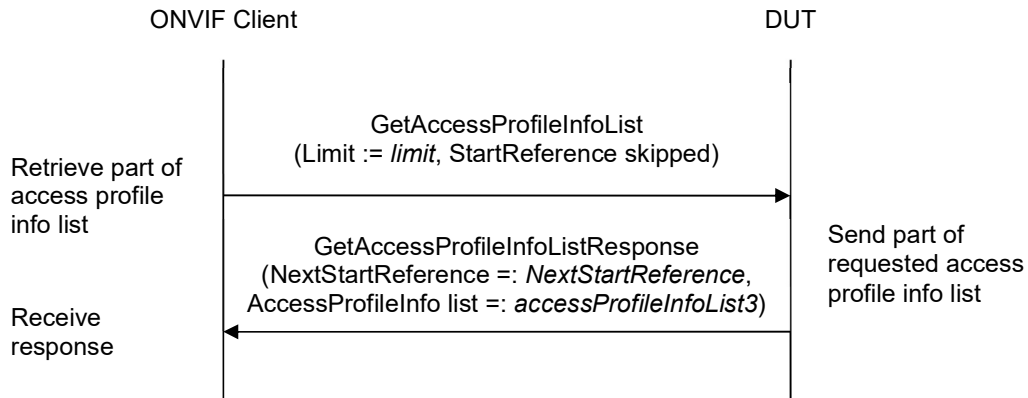 ONVIF Client
DUT
GetAccessProfileInfoList
(Limit := limit, StartReference skipped)
Retrieve part of
access profile
info list
GetAccessProfileInfoListResponse
(NextStartReference =: NextStartReference,
AccessProfileInfo list =: accessProfileInfoList3)
Send part of
requested access
profile info list
Receive
response